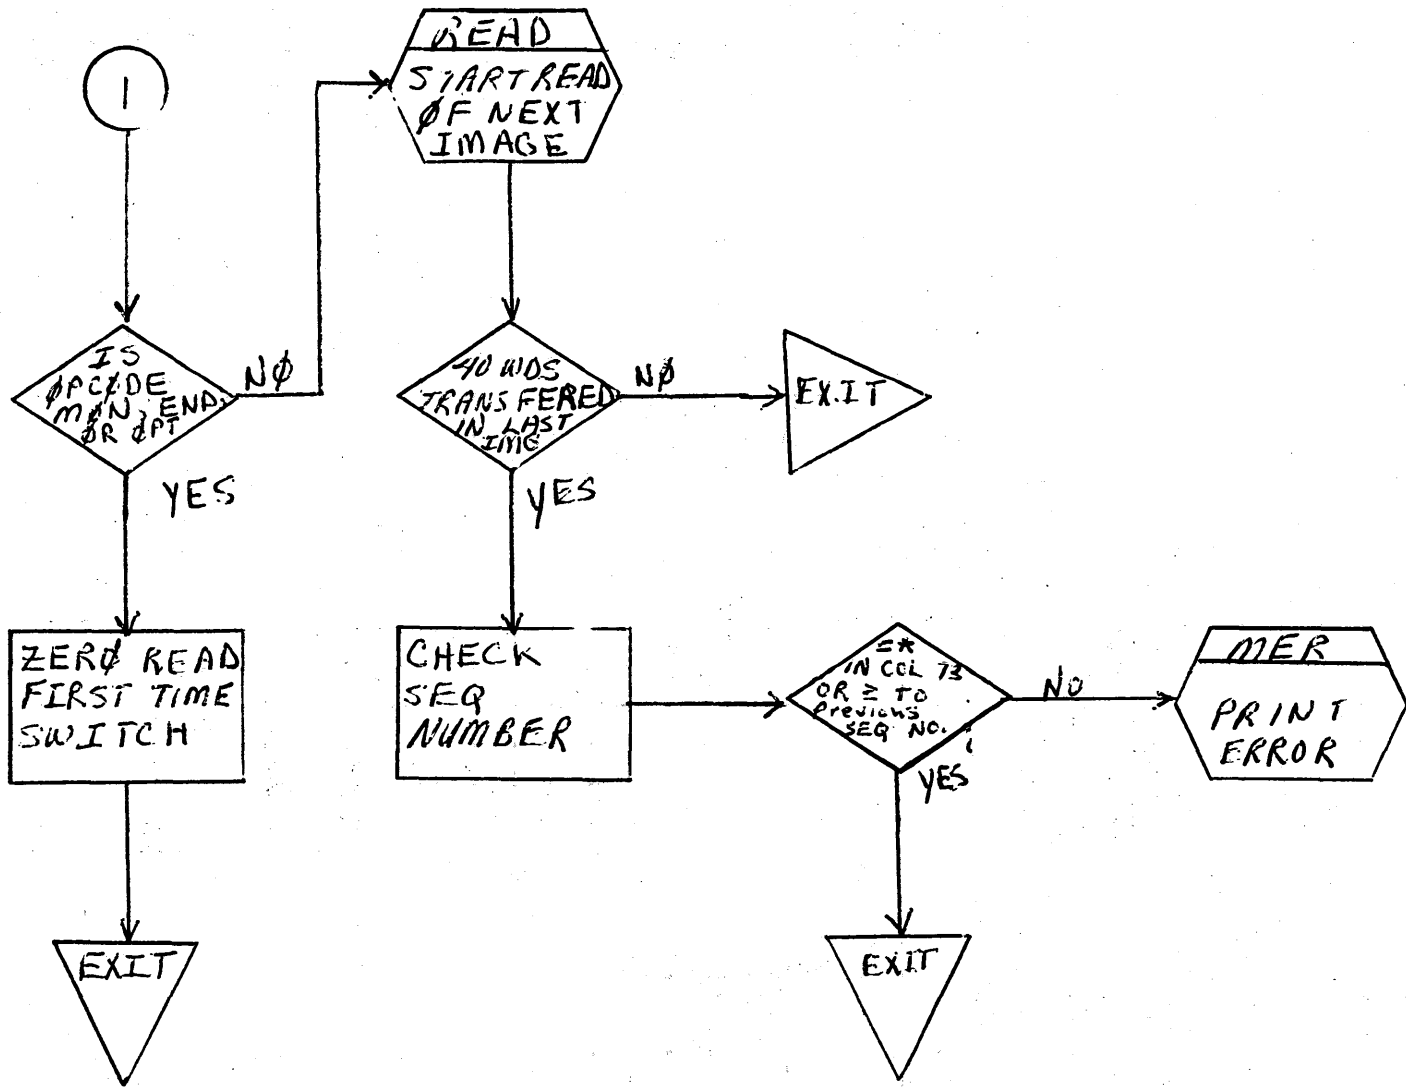 1
IS
ØPCØDE
MØN, END,
ØR ØPT
NØ
YES
ZERØ READ
FIRST TIME
SWITCH
EXIT
READ
START READ
ØF NEXT
IMAGE
40 WDS
TRANSFERED
IN LAST
IMG
NØ
EXIT
YES
CHECK
SEQ
NUMBER
=*
IN COL 73
OR ≥ TO
Previous
SEQ NO.
NO
YES
EXIT
MER
PRINT
ERROR